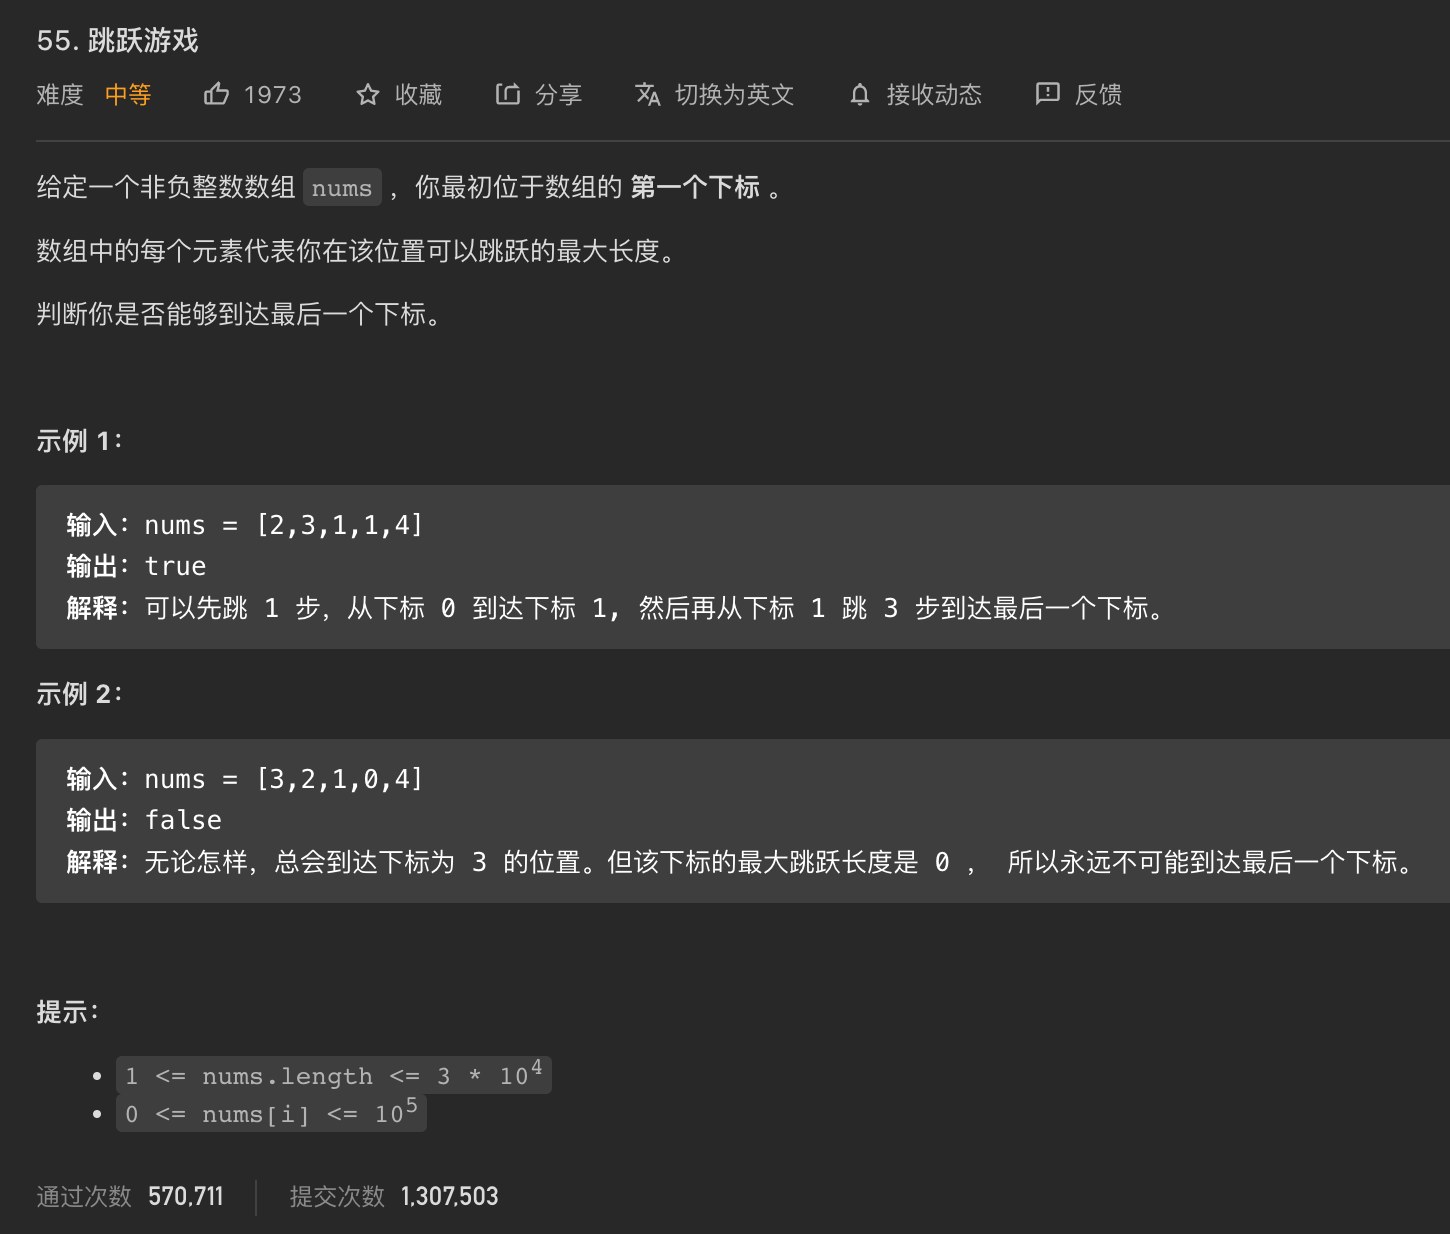 55. 跳跃游戏
难度 中等 1973 收藏 分享 切换为英文 接收动态 反馈
给定一个非负整数数组 nums ，你最初位于数组的 第一个下标 。
数组中的每个元素代表你在该位置可以跳跃的最大长度。
判断你是否能够到达最后一个下标。
示例 1：
输入：nums = [2,3,1,1,4]
输出：true
解释：可以先跳 1 步，从下标 0 到达下标 1, 然后再从下标 1 跳 3 步到达最后一个下标。
示例 2：
输入：nums = [3,2,1,0,4]
输出：false
解释：无论怎样，总会到达下标为 3 的位置。但该下标的最大跳跃长度是 0 ， 所以永远不可能到达最后一个下标。
提示：
• 1 <= nums.length <= 3 * 10⁴
• 0 <= nums[i] <= 10⁵
通过次数 570,711 提交次数 1,307,503